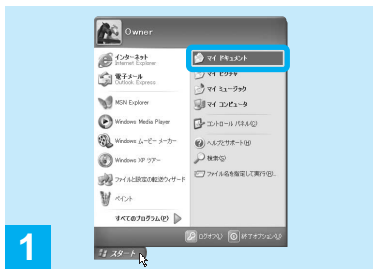 Owner
インターネット
Internet Explorer
電子メール
Outlook Express
MSN Explorer
Windows Media Player
Windows ムービー メーカー
Windows XP ツアー
ファイルと設定の転送ウィザード
ペイント
すべてのプログラム(P)
マイ ドキュメント
マイ ピクチャ
マイ ミュージック
マイ コンピュータ
コントロール パネル(C)
ヘルプとサポート(H)
検索(S)
ファイル名を指定して実行(R)...
ログオフ(L)
終了オプション(U)
スタート
1